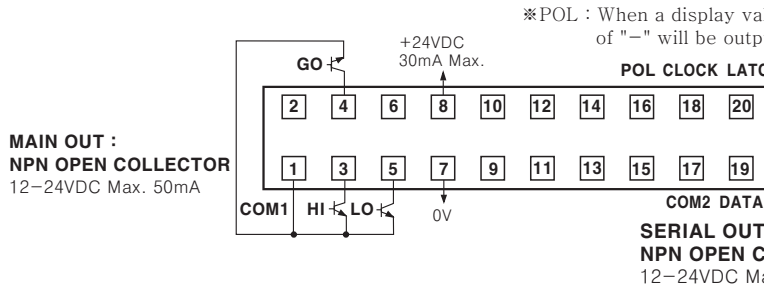 ※POL : When a display val
of "−" will be outp
+24VDC
30mA Max.
GO
POL CLOCK LATC
2 4 6 8 10 12 14 16 18 20
MAIN OUT :
NPN OPEN COLLECTOR
12−24VDC Max. 50mA
1 3 5 7 9 11 13 15 17 19
COM1 HI LO
0V
COM2 DATA
SERIAL OUT
NPN OPEN C
12−24VDC Ma